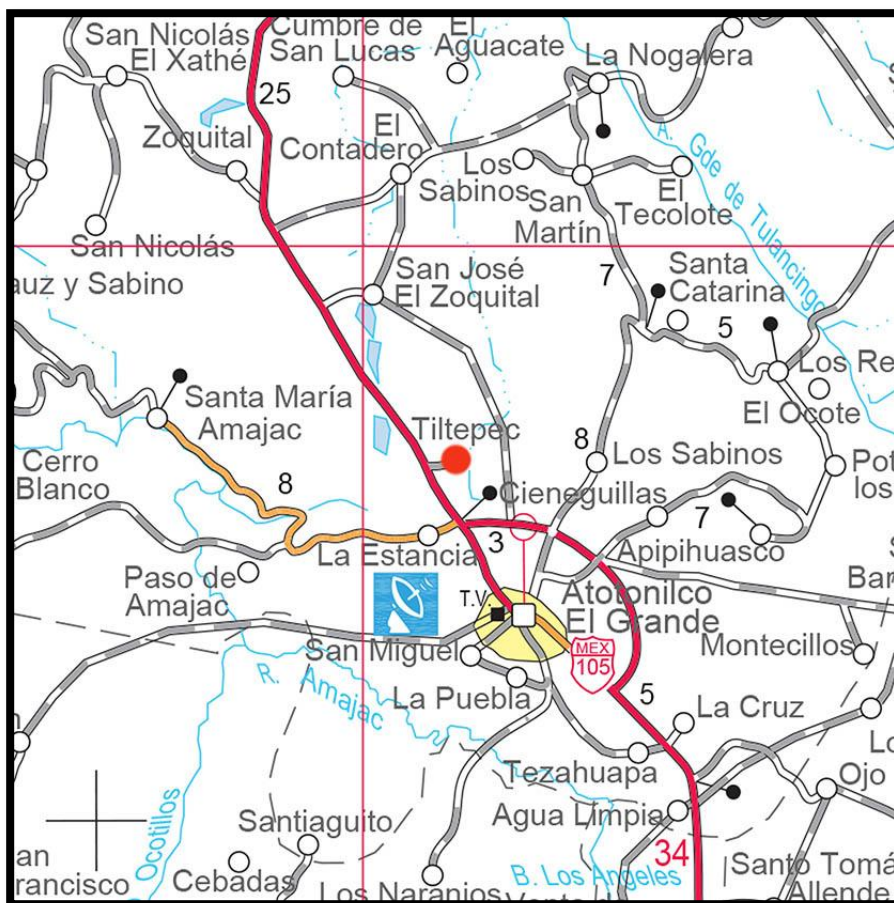 San Nicolás
El Xathé
Cumbre de
San Lucas
El
Aguacate
La Nogalera
25
Zoquital
El
Contadero
Los
Sabinos
San
Martín
El
Tecolote
A. Gde de Tulancingo
San Nicolás
auz y Sabino
San José
El Zoquital
7
Santa
Catarina
5
Los Re
El Ocote
Santa María
Amajac
Tiltepec
8
Los Sabinos
Pot
los
Cerro
Blanco
8
Cieneguillas
7
La Estancia
3
Apipihuasco
Paso de
Amajac
T.V.
Atotonilco
El Grande
Bar
San Miguel
MEX
105
Montecillos
R. Amajac
La Puebla
5
La Cruz
Lo
Tezahuapa
Ojo
Ocotillos
Santiaguito
Agua Limpia
an
rancisco
Cebadas
Los Naranjos
B. Los Angeles
34
Santo Tomá
Allende